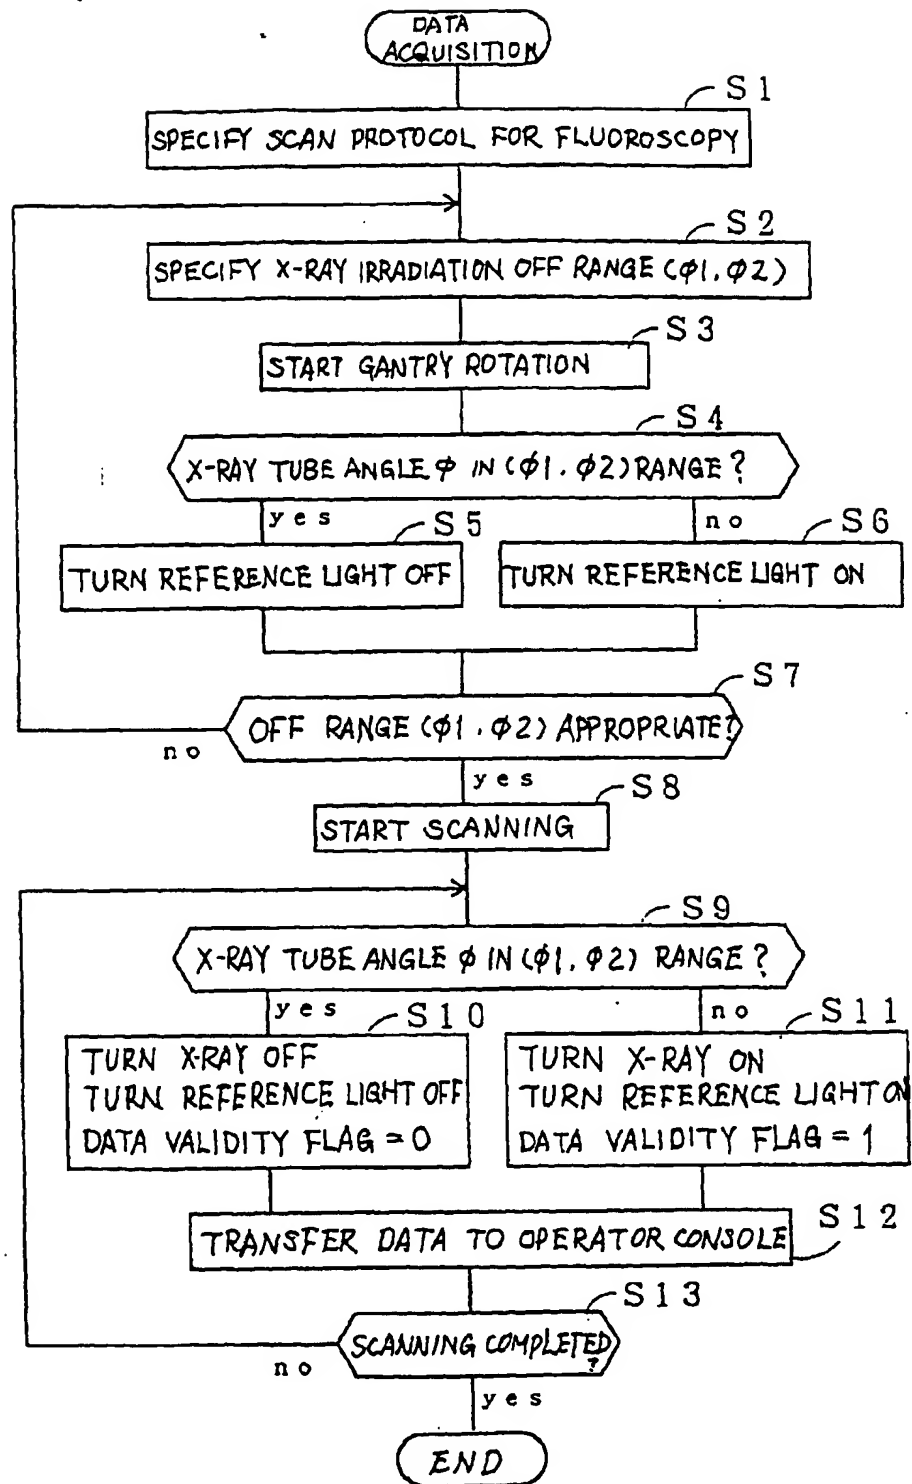 DATA
ACQUISITION
S1
SPECIFY SCAN PROTOCOL FOR FLUOROSCOPY
S2
SPECIFY X-RAY IRRADIATION OFF RANGE (φ1, φ2)
S3
START GANTRY ROTATION
S4
X-RAY TUBE ANGLE φ IN (φ1, φ2) RANGE?
yes
no
S5
S6
TURN REFERENCE LIGHT OFF
TURN REFERENCE LIGHT ON
S7
OFF RANGE (φ1, φ2) APPROPRIATE?
no
yes
S8
START SCANNING
S9
X-RAY TUBE ANGLE φ IN (φ1, φ2) RANGE?
yes
no
S10
S11
TURN X-RAY OFF
TURN REFERENCE LIGHT OFF
DATA VALIDITY FLAG = 0
TURN X-RAY ON
TURN REFERENCE LIGHT ON
DATA VALIDITY FLAG = 1
S12
TRANSFER DATA TO OPERATOR CONSOLE
S13
SCANNING COMPLETED
?
no
yes
END